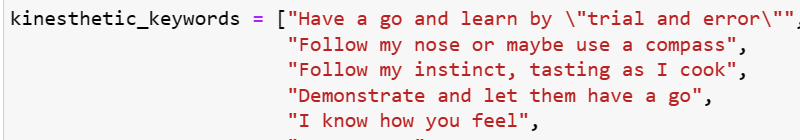 kinesthetic_keywords = ["Have a go and learn by \"trial and error\"",
"Follow my nose or maybe use a compass",
"Follow my instinct, tasting as I cook",
"Demonstrate and let them have a go",
"I know how you feel",